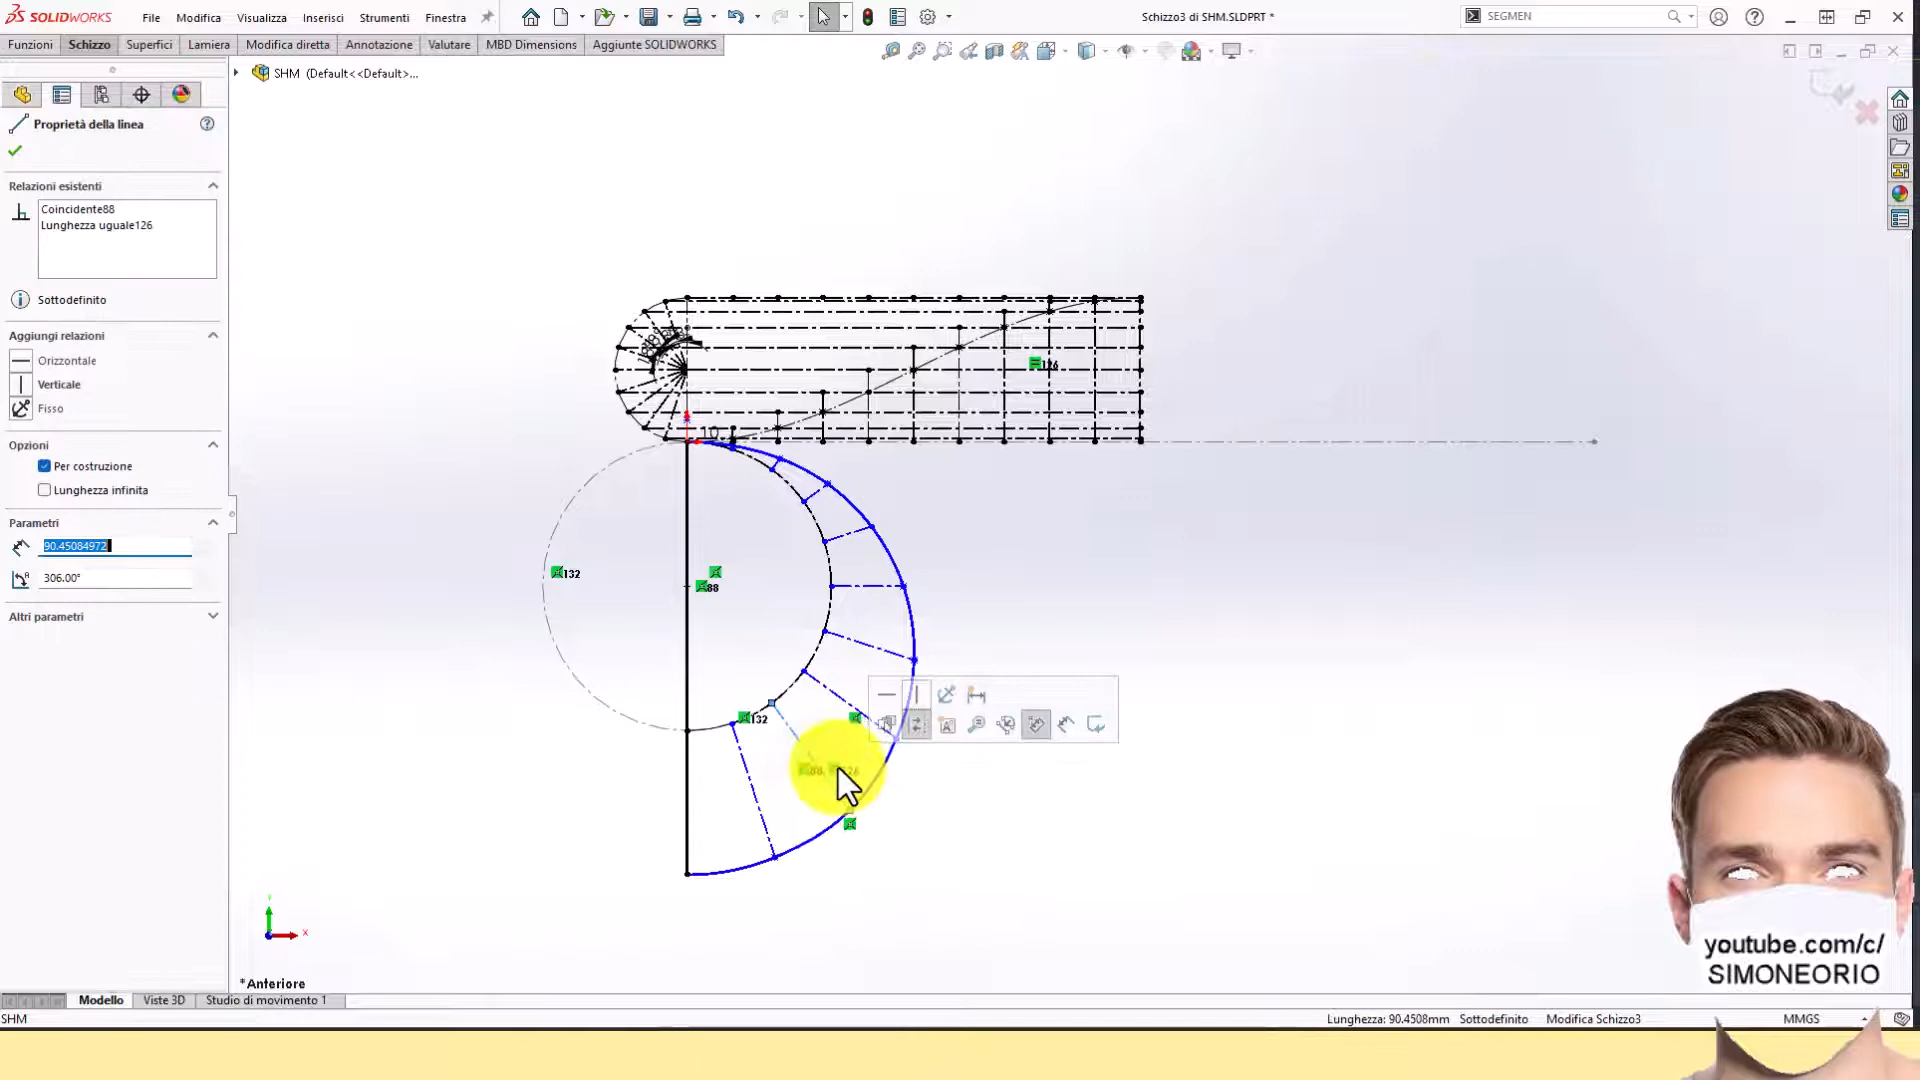 SOLIDWORKS File Modifica Visualizza Inserisci Strumenti Finestra Schizzo3 di SHM.SLDPRT * SEGMEN
Funzioni Schizzo Superfici Lamiera Modifica diretta Annotazione Valutare MBD Dimensions Aggiunte SOLIDWORKS
SHM (Default<<Default>...
Proprietà della linea
Relazioni esistenti
Coincidente88
Lunghezza uguale126
Sottodefinito
Aggiungi relazioni
Orizzontale
Verticale
Fisso
Opzioni
Per costruzione
Lunghezza infinita
Parametri
90.45084972
306.00°
Altri parametri
126
10
132
88
132
youtube.com/c/
SIMONEORIO
x
*Anteriore
Modello Viste 3D Studio di movimento 1
SHM Lunghezza: 90.4508mm Sottodefinito Modifica Schizzo3 MMGS